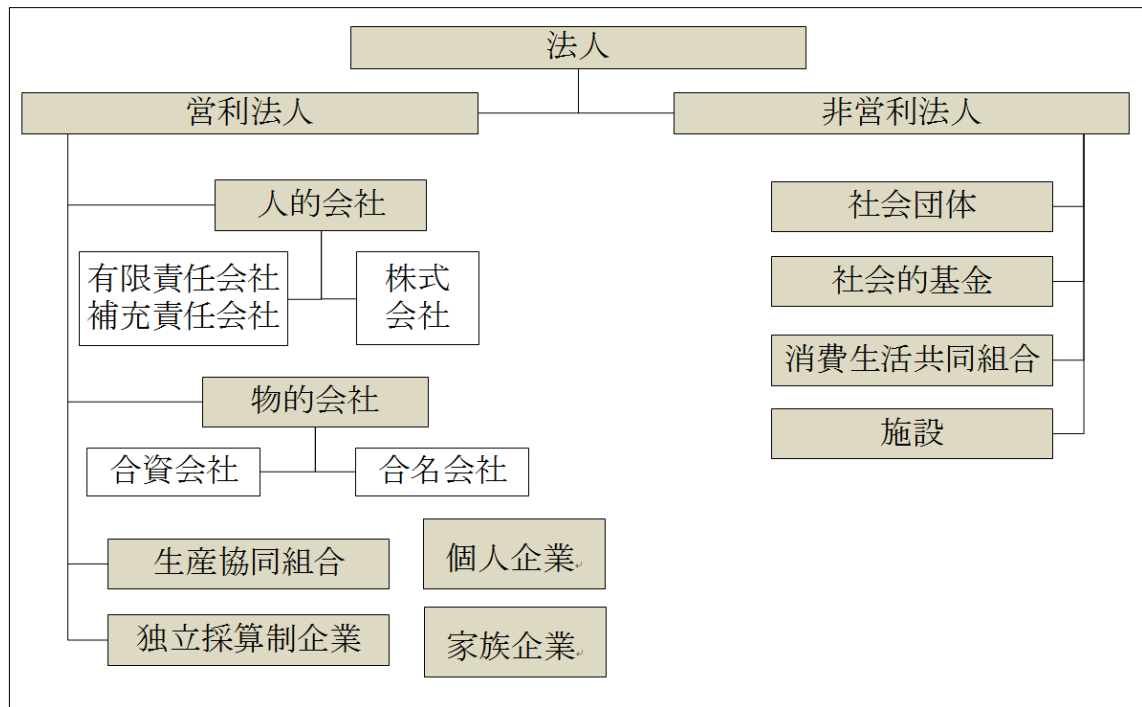 法人
営利法人
非営利法人
人的会社
有限責任会社
補充責任会社
株式
会社
物的会社
合資会社
合名会社
生産協同組合
個人企業
独立採算制企業
家族企業
社会団体
社会的基金
消費生活共同組合
施設